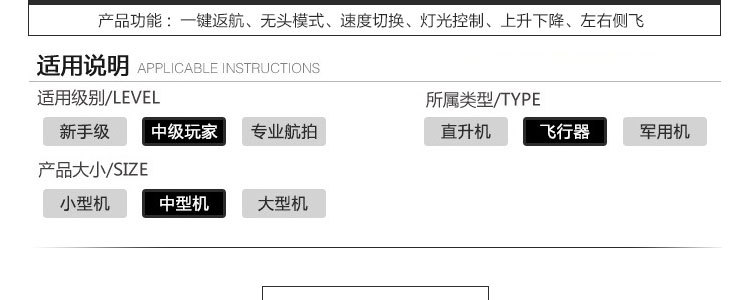 产品功能：一键返航、无头模式、速度切换、灯光控制、上升下降、左右侧飞
适用说明 APPLICABLE INSTRUCTIONS
适用级别/LEVEL 所属类型/TYPE
新手级 中级玩家 专业航拍 直升机 飞行器 军用机
产品大小/SIZE
小型机 中型机 大型机